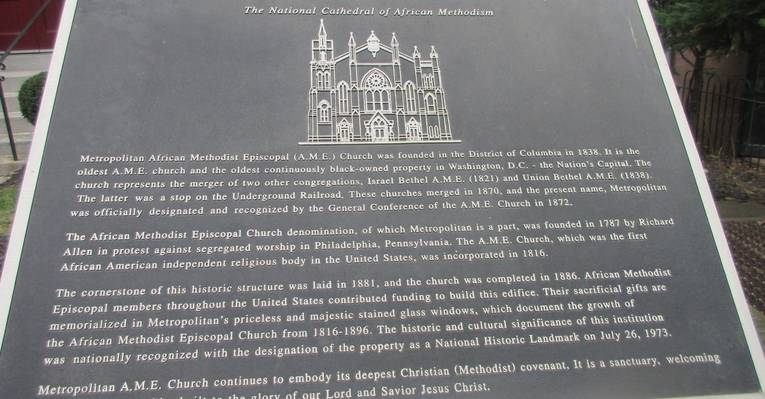 The National Cathedral of African Methodism
Metropolitan African Methodist Episcopal (A.M.E.) Church was founded in the District of Columbia in 1838. It is the
oldest A.M.E. church and the oldest continuously black-owned property in Washington, D.C. - the Nation's Capital. The
church represents the merger of two other congregations, Israel Bethel A.M.E. (1821) and Union Bethel A.M.E. (1838).
The latter was a stop on the Underground Railroad. These churches merged in 1870, and the present name, Metropolitan
was officially designated and recognized by the General Conference of the A.M.E. Church in 1872.
The African Methodist Episcopal Church denomination, of which Metropolitan is a part, was founded in 1787 by Richard
Allen in protest against segregated worship in Philadelphia, Pennsylvania. The A.M.E. Church, which was the first
African American independent religious body in the United States, was incorporated in 1816.
The cornerstone of this historic structure was laid in 1881, and the church was completed in 1886. African Methodist
Episcopal members throughout the United States contributed funding to build this edifice. Their sacrificial gifts are
memorialized in Metropolitan's priceless and majestic stained glass windows, which document the growth of
the African Methodist Episcopal Church from 1816-1896. The historic and cultural significance of this institution
was nationally recognized with the designation of the property as a National Historic Landmark on July 26, 1973.
Metropolitan A.M.E. Church continues to embody its deepest Christian (Methodist) covenant. It is a sanctuary, welcoming
to the glory of our Lord and Savior Jesus Christ.